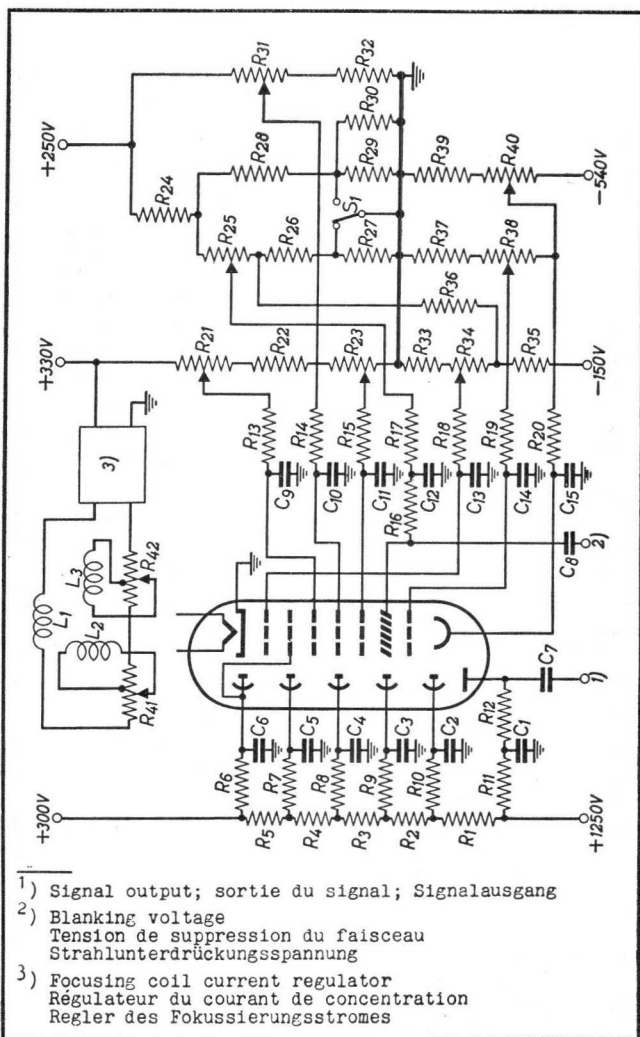 +250V
R24
R31
R32
R28
R30
R29
R39
R40
-540V
R25
R26
S1
R27
R37
R38
R36
+330V
R21
R22
R23
R33
R34
R35
-150V
3)
R13
R14
R15
R17
R18
R19
R20
C9
C10
C11
R16
C12
C13
C14
C15
L1
L3
R42
L2
R41
C8
2)
C6
C5
C4
C3
C2
C7
1)
R12
C1
R6
R7
R8
R9
R10
R11
+300V
R5
R4
R3
R2
R1
+1250V
1) Signal output; sortie du signal; Signalausgang
2) Blanking voltage
Tension de suppression du faisceau
Strahlunterdrückungsspannung
3) Focusing coil current regulator
Régulateur du courant de concentration
Regler des Fokussierungsstromes